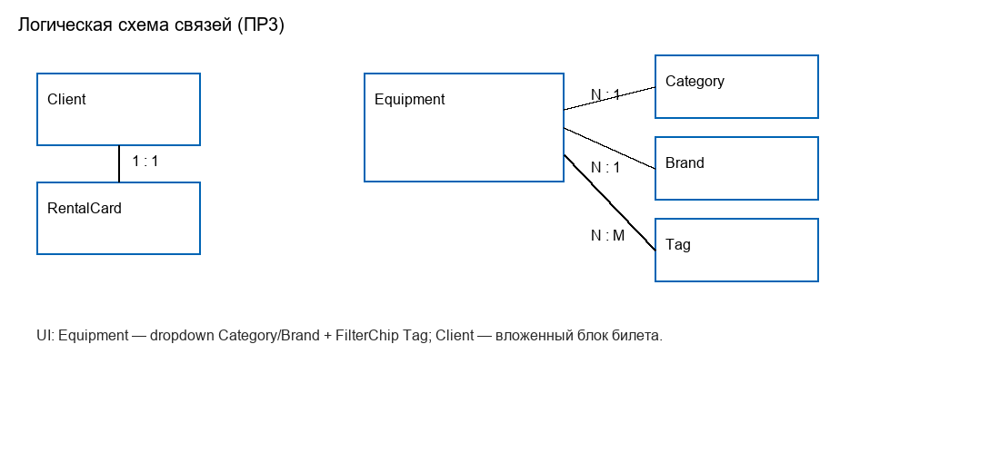 Логическая схема связей (ПР3)
Client
1 : 1
RentalCard
Equipment
N : 1
Category
N : 1
Brand
N : M
Tag
UI: Equipment — dropdown Category/Brand + FilterChip Tag; Client — вложенный блок билета.